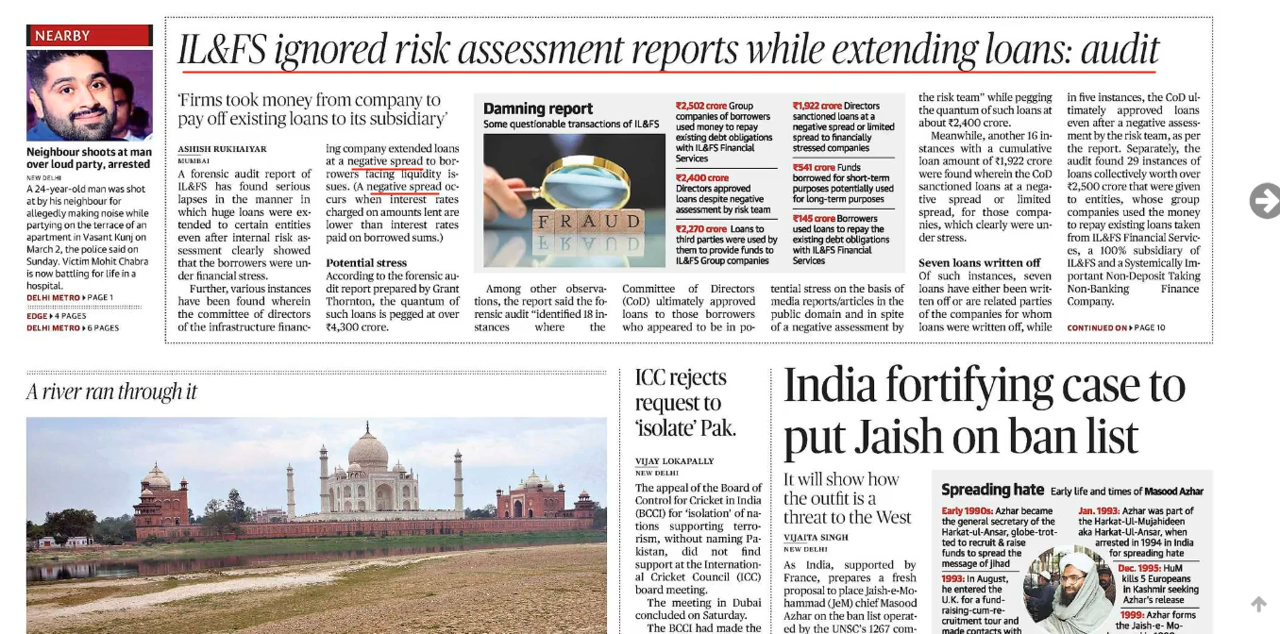 NEARBY
Neighbour shoots at man
over loud party, arrested
NEW DELHI
A 24-year-old man was shot
at by his neighbour for
allegedly making noise while
partying on the terrace of an
apartment in Vasant Kunj on
March 2, the police said on
Sunday. Victim Mohit Chabra
is now battling for life in a
hospital.
DELHI METRO PAGE 1
EDGE 4 PAGES
DELHI METRO 6 PAGES
IL&FS ignored risk assessment reports while extending loans: audit
'Firms took money from company to
pay off existing loans to its subsidiary'
ASHISH RUKHAIYAR
MUMBAI
A forensic audit report of
IL&FS has found serious
lapses in the manner in
which huge loans were ex-
tended to certain entities
even after internal risk as-
sessment clearly showed
that the borrowers were un-
der financial stress.
Further, various instances
have been found wherein
the committee of directors
of the infrastructure financ-
ing company extended loans
at a negative spread to bor-
rowers facing liquidity is-
sues. (A negative spread oc-
curs when interest rates
charged on amounts lent are
lower than interest rates
paid on borrowed sums.)
Potential stress
According to the forensic au-
dit report prepared by Grant
Thornton, the quantum of
such loans is pegged at over
₹4,300 crore.
Damning report
Some questionable transactions of IL&FS
FRAUD
₹2,502 crore Group
companies of borrowers
used money to repay
existing debt obligations
with IL&FS Financial
Services
₹2,400 crore
Directors approved
loans despite negative
assessment by risk team
₹2,270 crore Loans to
third parties were used by
them to provide funds to
IL&FS Group companies
₹1,922 crore Directors
sanctioned loans at a
negative spread or limited
spread to financially
stressed companies
₹541 crore Funds
borrowed for short-term
purposes potentially used
for long-term purposes
₹145 crore Borrowers
used loans to repay the
existing debt obligations
with IL&FS Financial
Services
Among other observa-
tions, the report said the fo-
rensic audit "identified 18 in-
stances where the
Committee of Directors
(CoD) ultimately approved
loans to those borrowers
who appeared to be in po-
tential stress on the basis of
media reports/articles in the
public domain and in spite
of a negative assessment by
the risk team" while pegging
the quantum of such loans at
about ₹2,400 crore.
Meanwhile, another 16 in-
stances with a cumulative
loan amount of ₹1,922 crore
were found wherein the CoD
sanctioned loans at a nega-
tive spread or limited
spread, for those compa-
nies, which clearly were un-
der stress.
Seven loans written off
Of such instances, seven
loans have either been writ-
ten off or are related parties
of the companies for whom
loans were written off, while
in five instances, the CoD ul-
timately approved loans
even after a negative assess-
ment by the risk team, as per
the report. Separately, the
audit found 29 instances of
loans collectively worth over
₹2,500 crore that were given
to entities, whose group
companies used the money
to repay existing loans taken
from IL&FS Financial Servic-
es, a 100% subsidiary of
IL&FS and a Systemically Im-
portant Non-Deposit Taking
Non-Banking Finance
Company.
CONTINUED ON PAGE 10
A river ran through it
ICC rejects
request to
'isolate' Pak.
VIJAY LOKAPALLY
NEW DELHI
The appeal of the Board of
Control for Cricket in India
(BCCI) for 'isolation' of na-
tions supporting terro-
rism, without naming Pa-
kistan, did not find
support at the Internation-
al Cricket Council (ICC)
board meeting.
The meeting in Dubai
concluded on Saturday.
The BCCI had made the
India fortifying case to
put Jaish on ban list
It will show how
the outfit is a
threat to the West
VIJAITA SINGH
NEW DELHI
As India, supported by
France, prepares a fresh
proposal to place Jaish-e-Mo-
hammad (JeM) chief Masood
Azhar on the ban list operat-
ed by the UNSC's 1267 com-
Spreading hate Early life and times of Masood Azhar
Early 1990s: Azhar became
the general secretary of the
Harkat-ul-Ansar, globe-trot-
ted to recruit & raise
funds to spread the
message of jihad
1993: In August,
he entered the
U.K. for a fund-
raising-cum-re-
cruitment tour and
made contacts with
Jan. 1993: Azhar was part of
the Harkat-Ul-Mujahideen
aka Harkat-Ul-Ansar, when
arrested in 1994 in India
for spreading hate
Dec. 1995: HuM
kills 5 Europeans
in Kashmir seeking
Azhar's release
1999: Azhar forms
the Jaish-e- Mo-